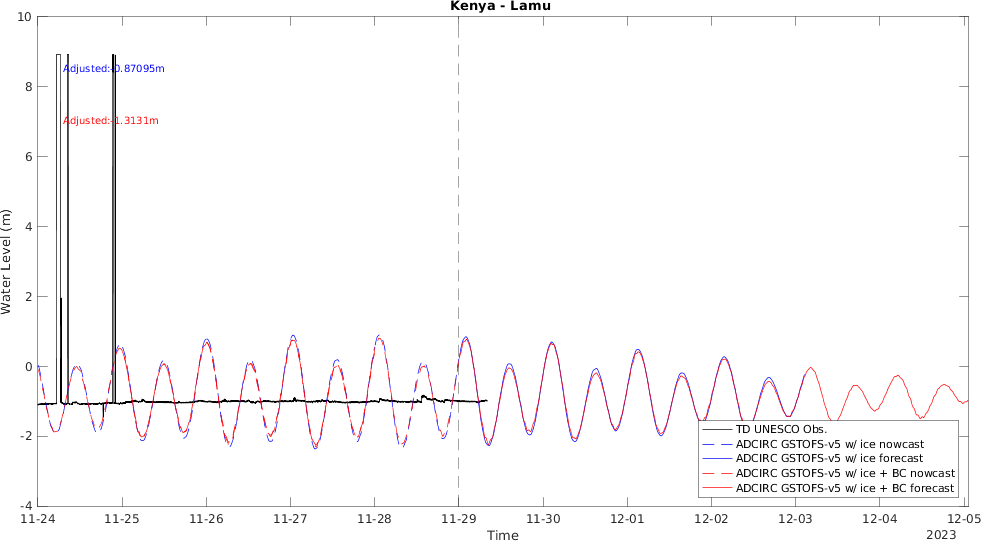 Kenya - Lamu
10
8
6
4
2
0
-2
-4
Water Level (m)
Adjusted:-0.87095m
Adjusted:-1.3131m
TD UNESCO Obs.
ADCIRC GSTOFS-v5 w/ ice nowcast
ADCIRC GSTOFS-v5 w/ ice forecast
ADCIRC GSTOFS-v5 w/ ice + BC nowcast
ADCIRC GSTOFS-v5 w/ ice + BC forecast
11-24 11-25 11-26 11-27 11-28 11-29 11-30 12-01 12-02 12-03 12-04 12-05
Time
2023